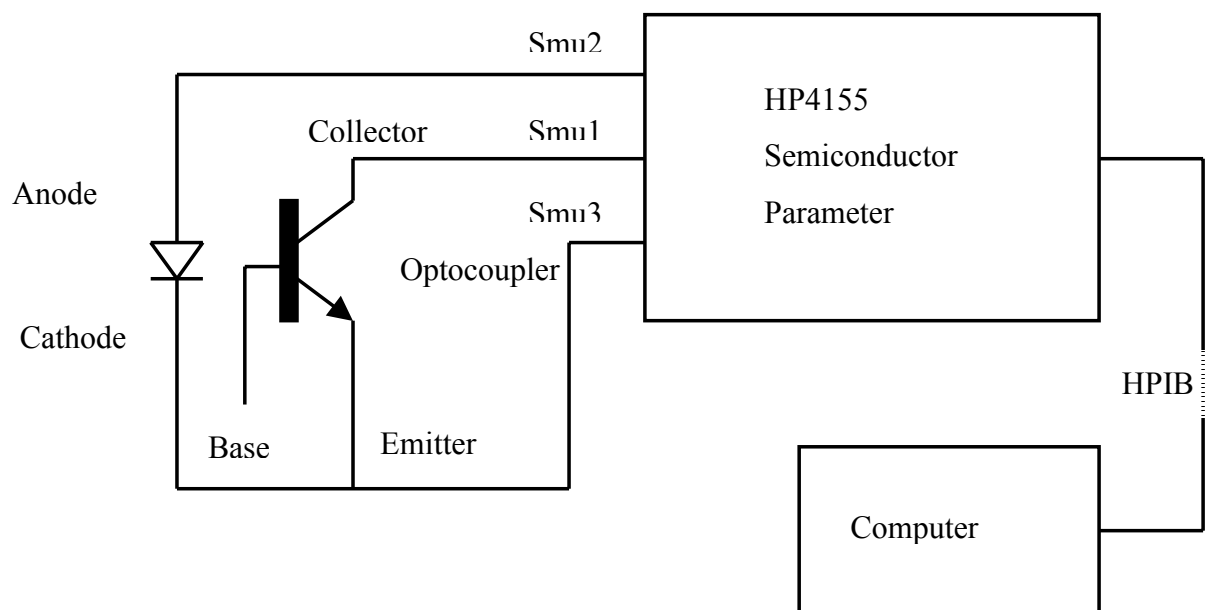 Smu2
HP4155
Collector
Smu1
Semiconductor
Anode
Smu3
Parameter
Optocoupler
Cathode
HPIB
Base
Emitter
Computer